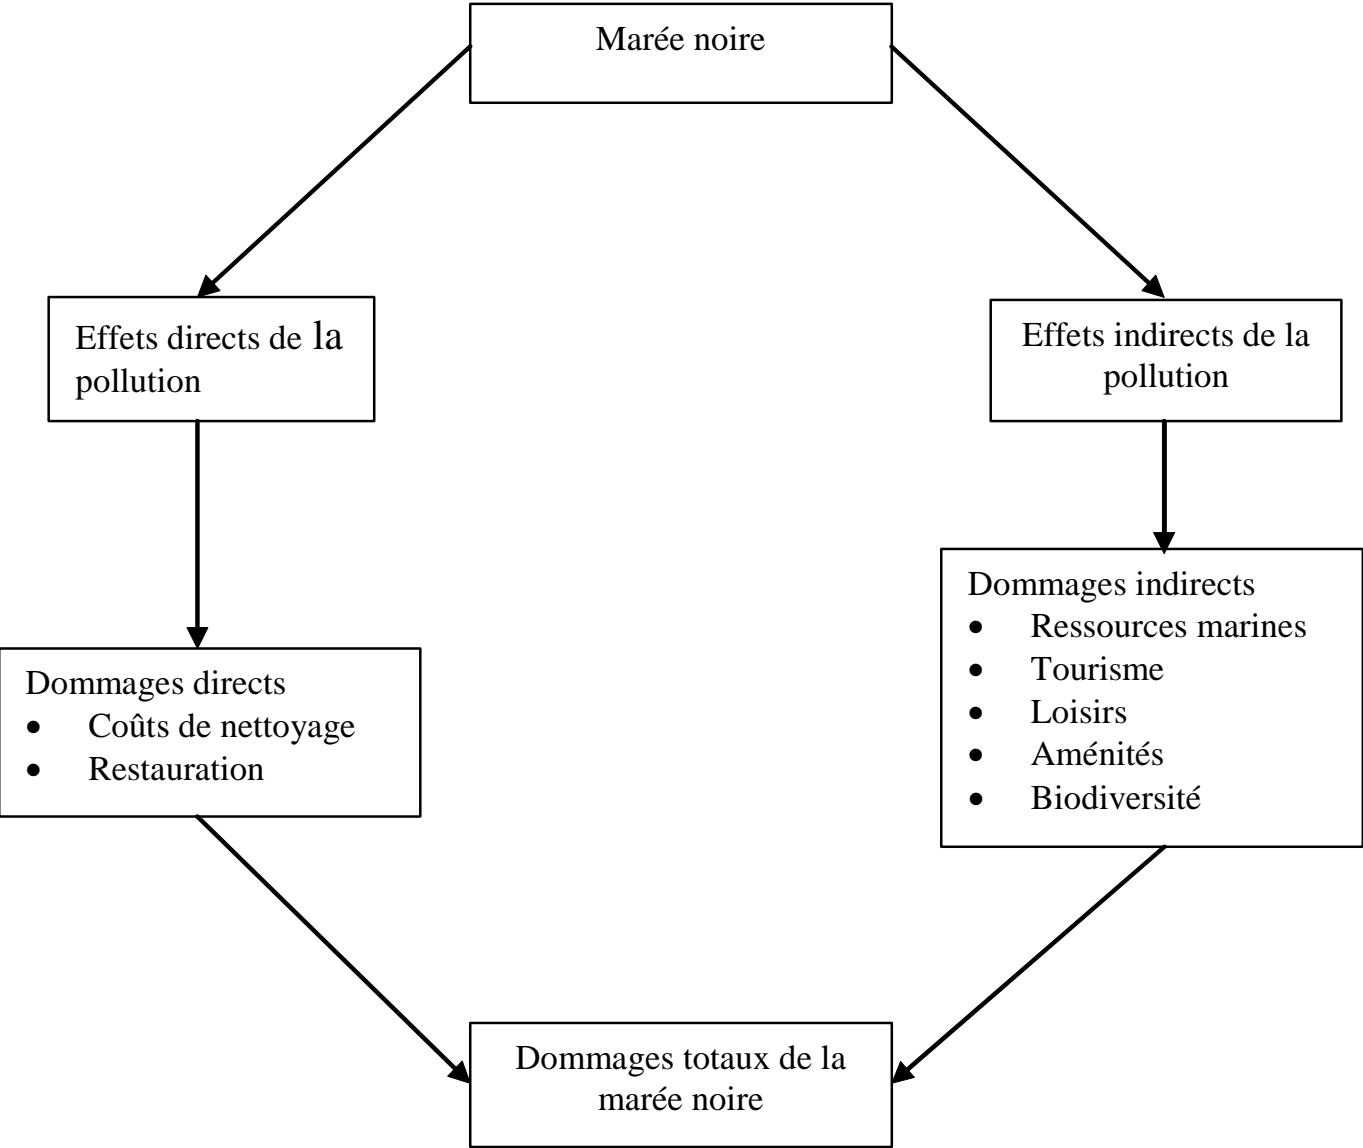 Marée noire
Effets directs de la
pollution
Effets indirects de la
pollution
Dommages directs
• Coûts de nettoyage
• Restauration
Dommages indirects
• Ressources marines
• Tourisme
• Loisirs
• Aménités
• Biodiversité
Dommages totaux de la
marée noire